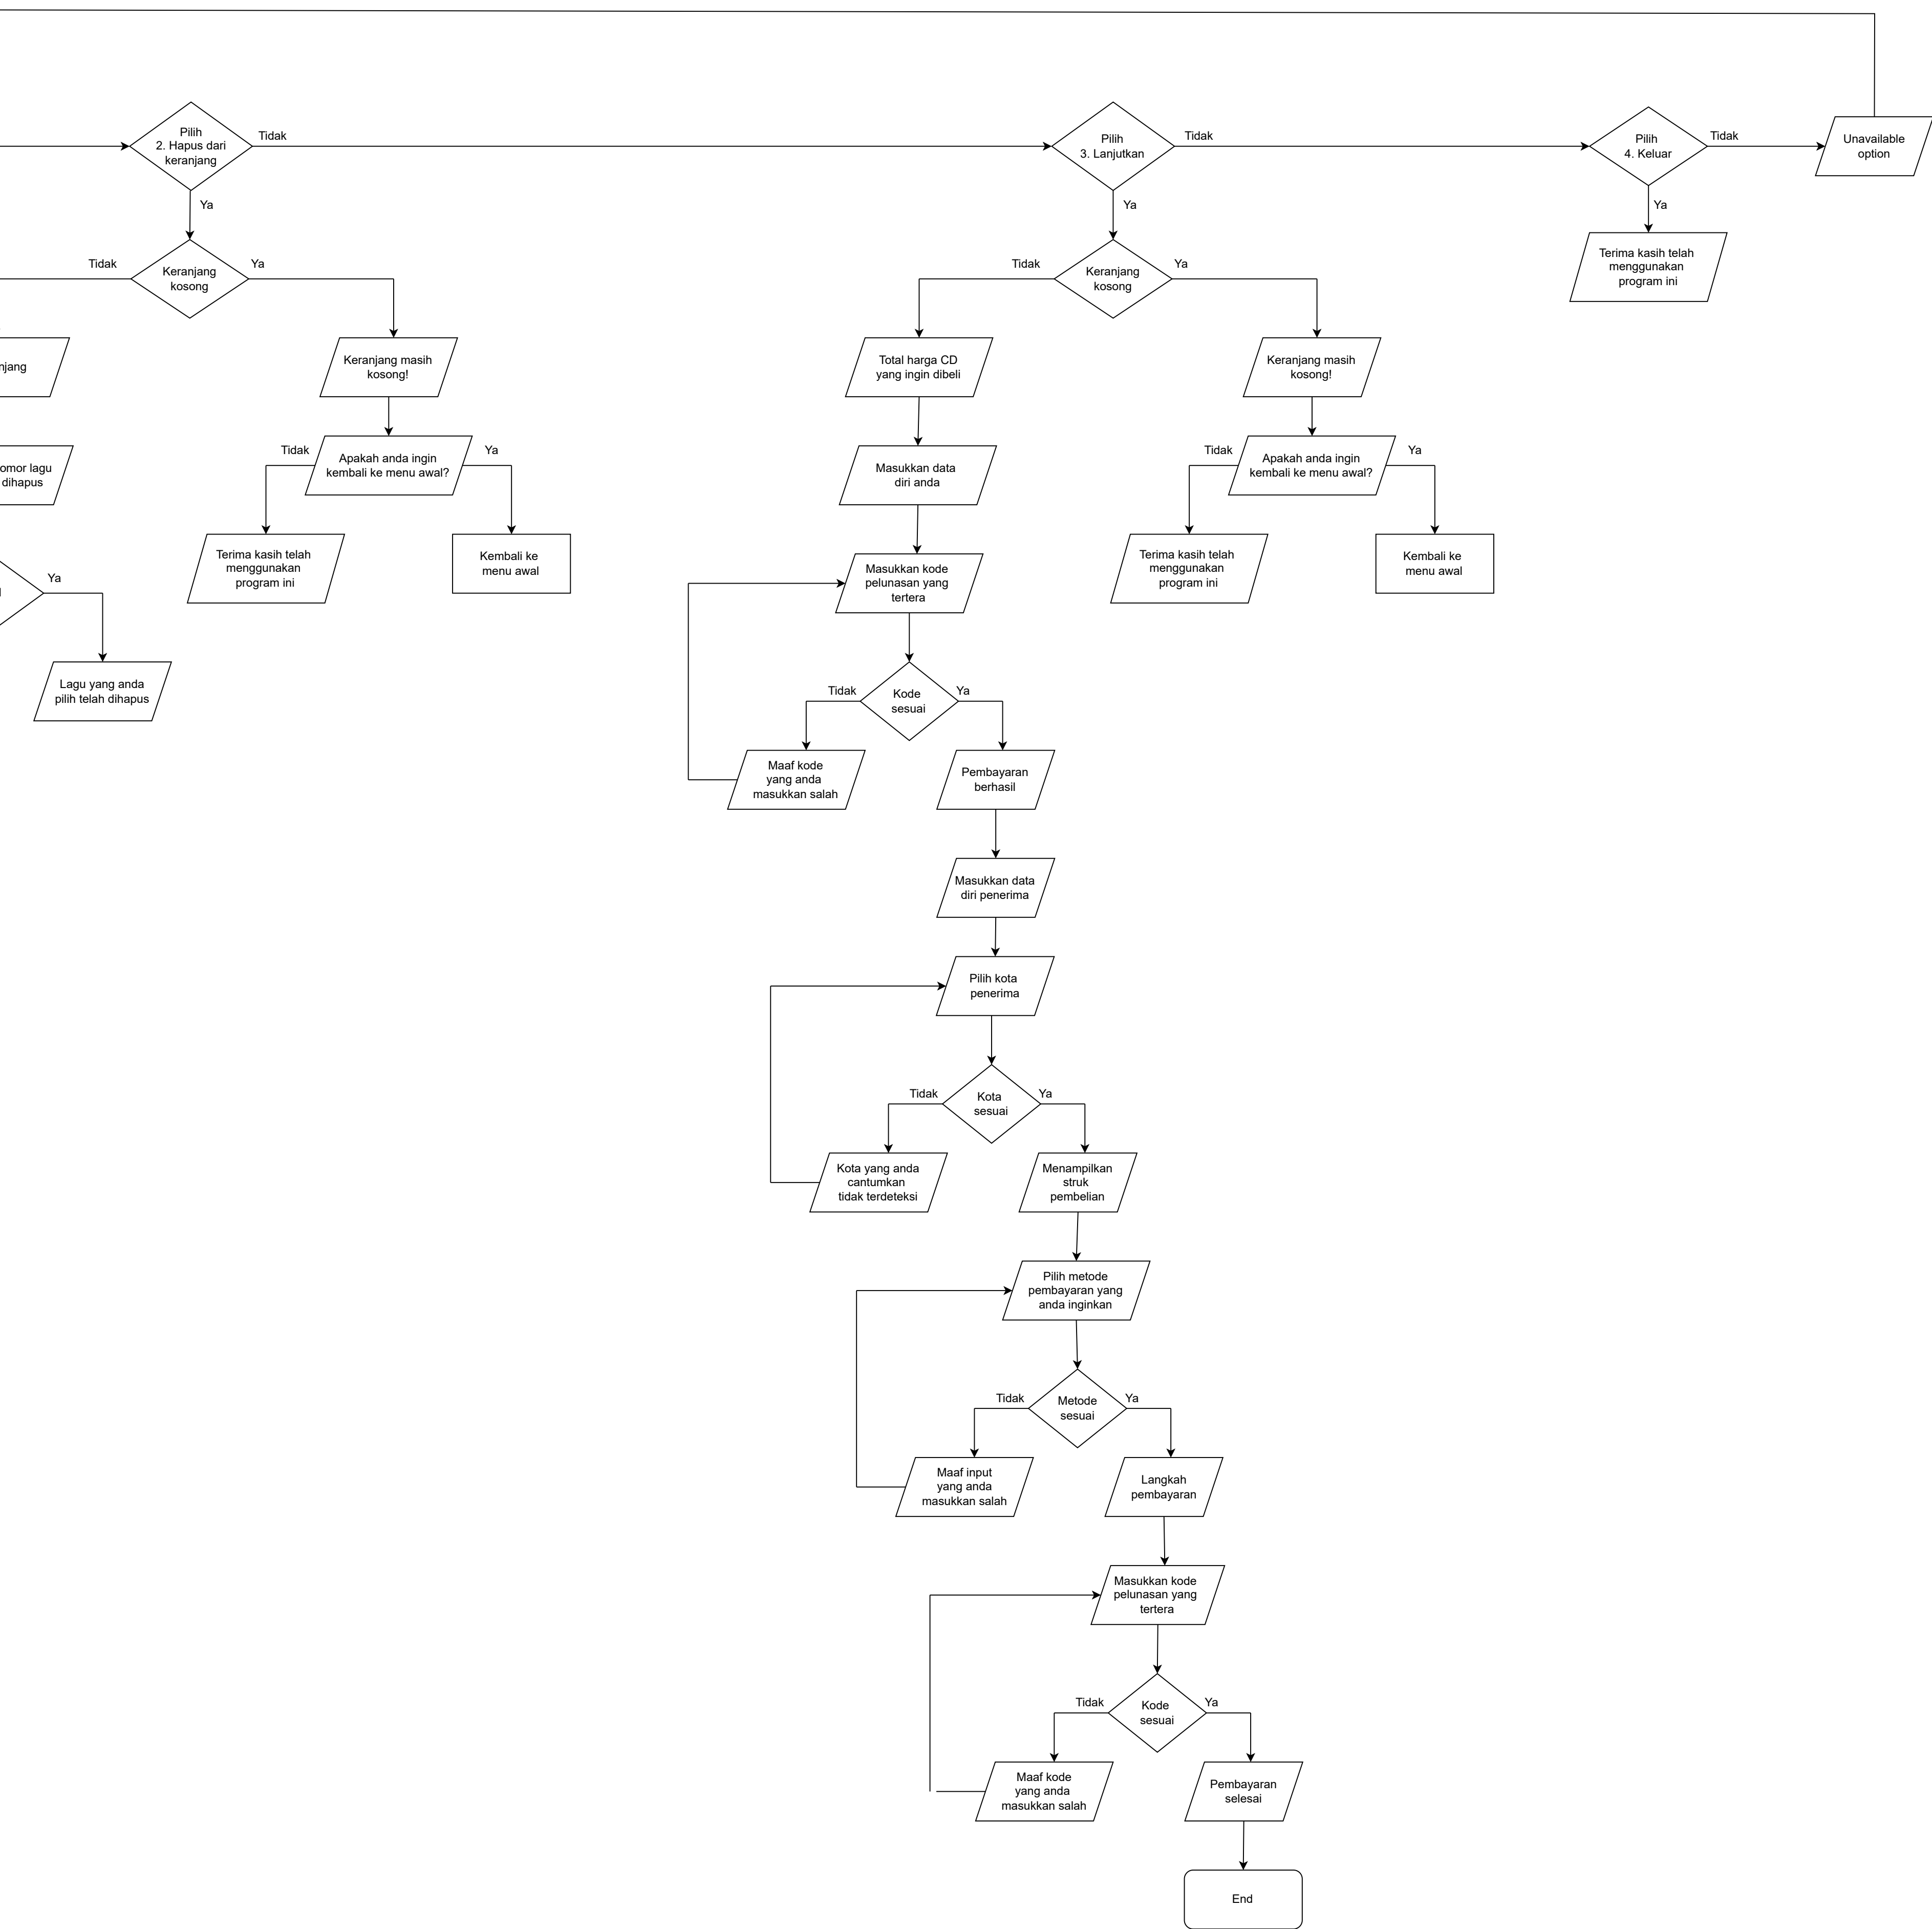 Pilih
2. Hapus dari
keranjang
Tidak
Pilih
3. Lanjutkan
Tidak
Pilih
4. Keluar
Tidak
Unavailable
option
Ya
Ya
Ya
Tidak
Keranjang
kosong
Ya
Tidak
Keranjang
kosong
Ya
Terima kasih telah
menggunakan
program ini
Keranjang masih
kosong!
Total harga CD
yang ingin dibeli
Keranjang masih
kosong!
omor lagu
dihapus
Tidak
Apakah anda ingin
kembali ke menu awal?
Ya
Masukkan data
diri anda
Tidak
Apakah anda ingin
kembali ke menu awal?
Ya
Ya
Terima kasih telah
menggunakan
program ini
Kembali ke
menu awal
Masukkan kode
pelunasan yang
tertera
Terima kasih telah
menggunakan
program ini
Kembali ke
menu awal
Lagu yang anda
pilih telah dihapus
Tidak
Kode
sesuai
Ya
Maaf kode
yang anda
masukkan salah
Pembayaran
berhasil
Masukkan data
diri penerima
Pilih kota
penerima
Tidak
Kota
sesuai
Ya
Kota yang anda
cantumkan
tidak terdeteksi
Menampilkan
struk
pembelian
Pilih metode
pembayaran yang
anda inginkan
Tidak
Metode
sesuai
Ya
Maaf input
yang anda
masukkan salah
Langkah
pembayaran
Masukkan kode
pelunasan yang
tertera
Tidak
Kode
sesuai
Ya
Maaf kode
yang anda
masukkan salah
Pembayaran
selesai
End